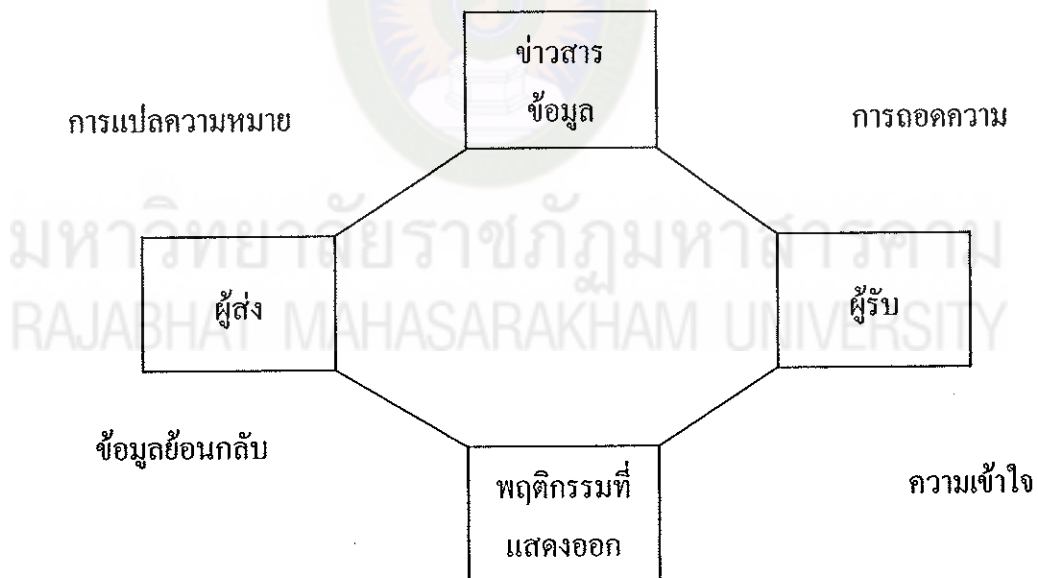 ข่าวสาร
ข้อมูล
การแปลความหมาย
การถอดความ
มหาวิทยาลัยราชภัฏมหาสารคาม
ผู้ส่ง
ผู้รับ
RAJABHAT MAHASARAKHAM UNIVERSITY
ข้อมูลย้อนกลับ
พฤติกรรมที่
แสดงออก
ความเข้าใจ